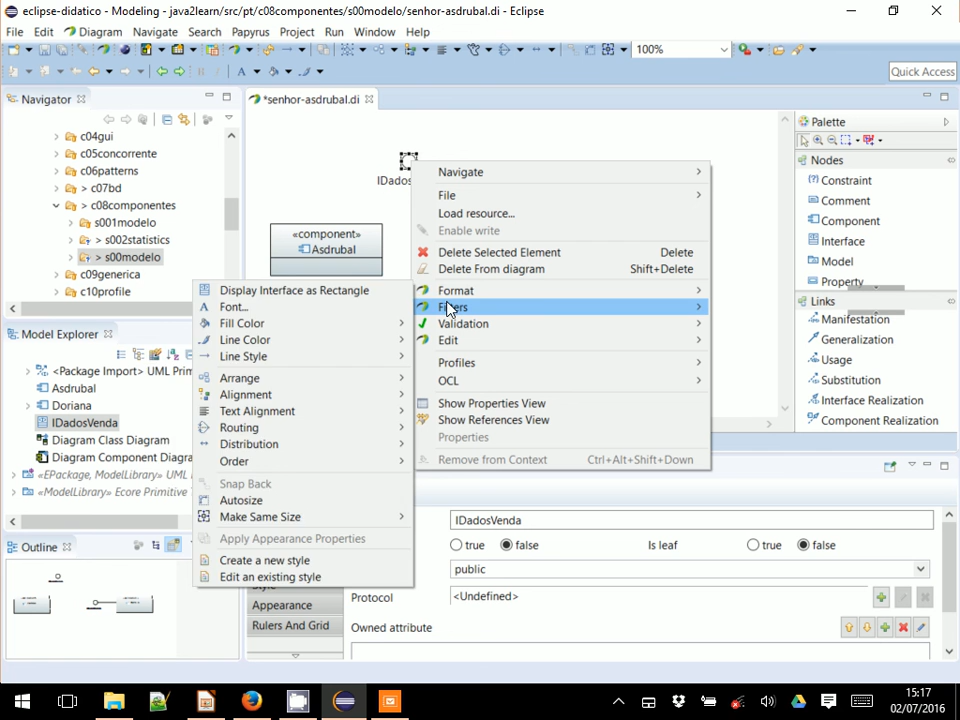 eclipse-didatico - Modeling - java2learn/src/pt/c08componentes/s00modelo/senhor-asdrubal.di - Eclipse
File Edit Diagram Navigate Search Papyrus Project Run Window Help
100%
Quick Access
Navigator
c04gui
c05concorrente
c06patterns
> c07bd
> c08componentes
s001modelo
> s002statistics
> s00modelo
c09generica
c10profile
Model Explorer
<Package Import> UML Prim
Asdrubal
Doriana
IDadosVenda
Diagram Class Diagram
Diagram Component Diagra
«EPackage, ModelLibrary» UML
«ModelLibrary» Ecore Primitive
Outline
*senhor-asdrubal.di
IDados
«component»
Asdrubal
Navigate
File
Load resource...
Enable write
Delete Selected Element Delete
Delete From diagram Shift+Delete
Format
Filters
Validation
Edit
Profiles
OCL
Show Properties View
Show References View
Properties
Remove from Context Ctrl+Alt+Shift+Down
Display Interface as Rectangle
Font...
Fill Color
Line Color
Line Style
Arrange
Alignment
Text Alignment
Routing
Distribution
Order
Snap Back
Autosize
Make Same Size
Apply Appearance Properties
Create a new style
Edit an existing style
Palette
Nodes
Constraint
Comment
Component
Interface
Model
Property
Links
Manifestation
Generalization
Usage
Substitution
Interface Realization
Component Realization
Style
Appearance
Rulers And Grid
IDadosVenda
true false Is leaf true false
public
Protocol <Undefined>
Owned attribute
15:17
02/07/2016